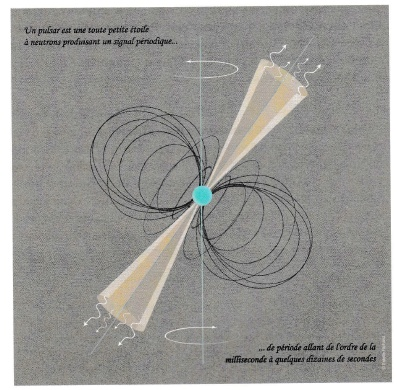 Un pulsar est une toute petite étoile
à neutrons produisant un signal périodique...
... de période allant de l'ordre de la
milliseconde à quelques dizaines de secondes